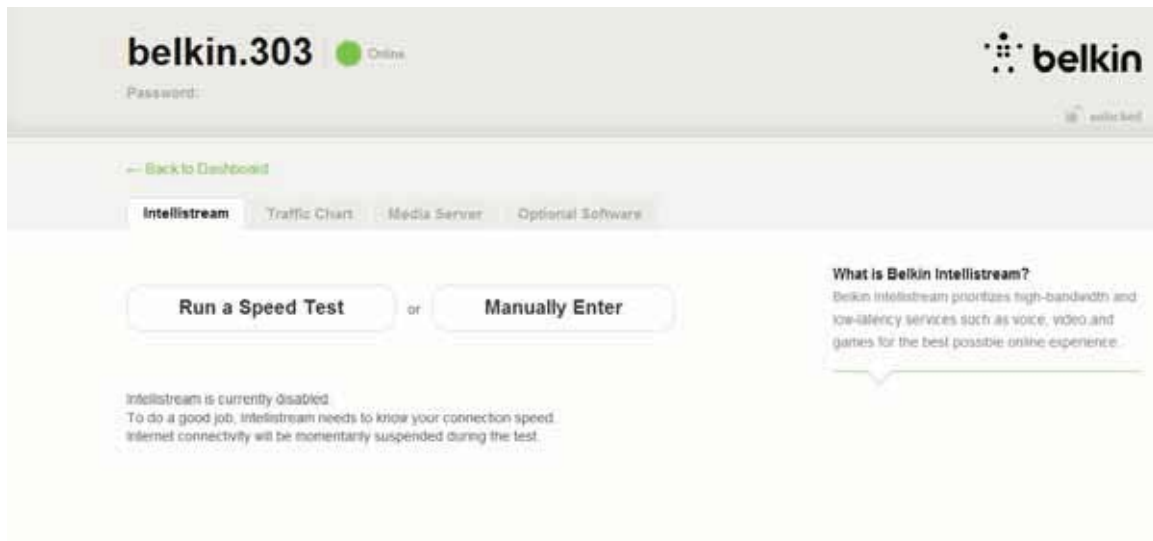 belkin.303 Online
belkin
Password:
unlocked
← Back to Dashboard
Intellistream Traffic Chart Media Server Optional Software
Run a Speed Test or Manually Enter
Intellistream is currently disabled.
To do a good job, Intellistream needs to know your connection speed.
Internet connectivity will be momentarily suspended during the test.
What is Belkin Intellistream?
Belkin Intellistream prioritizes high-bandwidth and
low-latency services such as voice, video and
games for the best possible online experience.